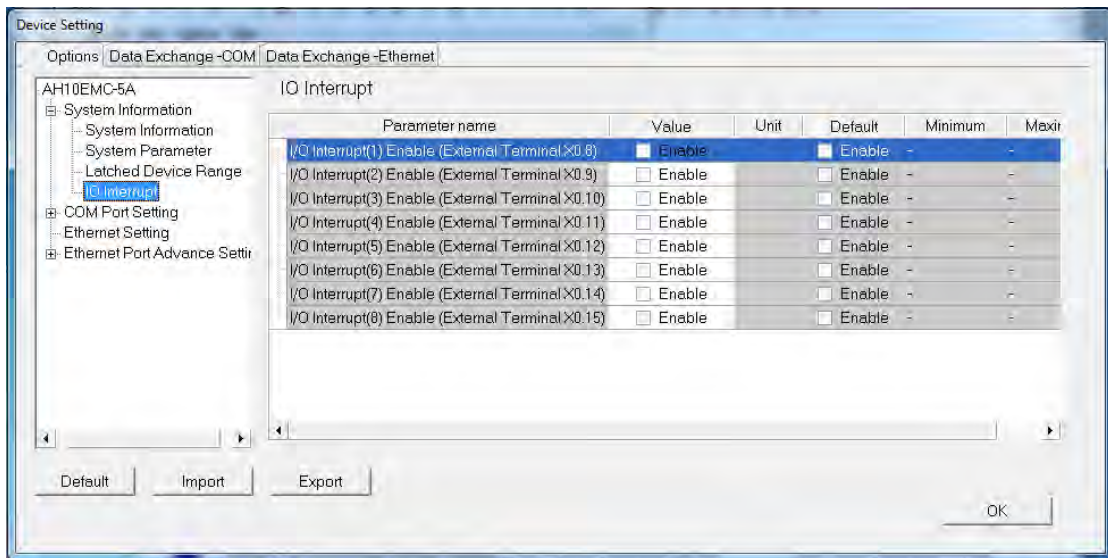 Device Setting
Options Data Exchange -COM Data Exchange -Ethernet
AH10EMC-5A
System Information
System Information
System Parameter
Latched Device Range
IO Interrupt
COM Port Setting
Ethernet Setting
Ethernet Port Advance Settin
IO Interrupt
Parameter name Value Unit Default Minimum Maxir
I/O Interrupt(1) Enable (External Terminal X0.8) Enable Enable - -
I/O Interrupt(2) Enable (External Terminal X0.9) Enable Enable - -
I/O Interrupt(3) Enable (External Terminal X0.10) Enable Enable - -
I/O Interrupt(4) Enable (External Terminal X0.11) Enable Enable - -
I/O Interrupt(5) Enable (External Terminal X0.12) Enable Enable - -
I/O Interrupt(6) Enable (External Terminal X0.13) Enable Enable - -
I/O Interrupt(7) Enable (External Terminal X0.14) Enable Enable - -
I/O Interrupt(8) Enable (External Terminal X0.15) Enable Enable - -
Default Import Export
OK